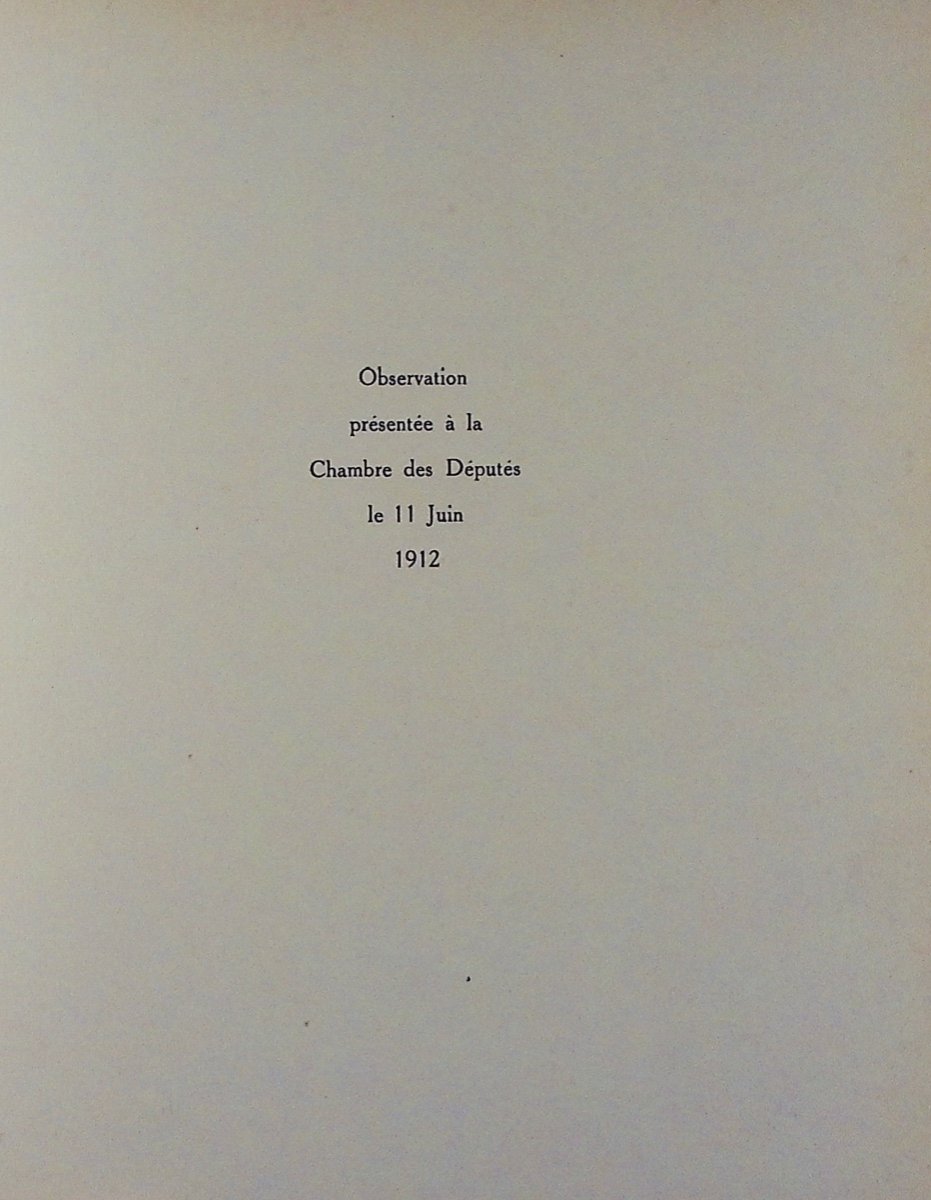 Observation
présentée à la
Chambre des Députés
le 11 Juin
1912